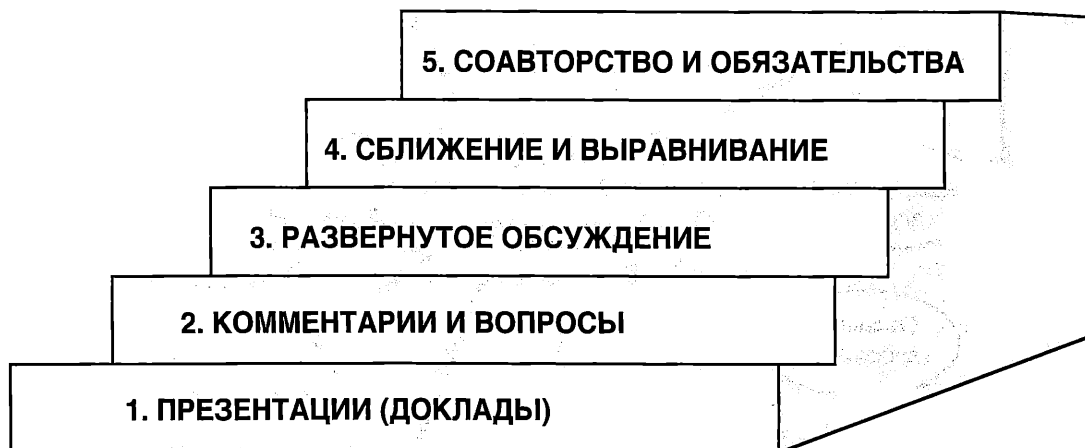 5. СОАВТОРСТВО И ОБЯЗАТЕЛЬСТВА
4. СБЛИЖЕНИЕ И ВЫРАВНИВАНИЕ
3. РАЗВЕРНУТОЕ ОБСУЖДЕНИЕ
2. КОММЕНТАРИИ И ВОПРОСЫ
1. ПРЕЗЕНТАЦИИ (ДОКЛАДЫ)